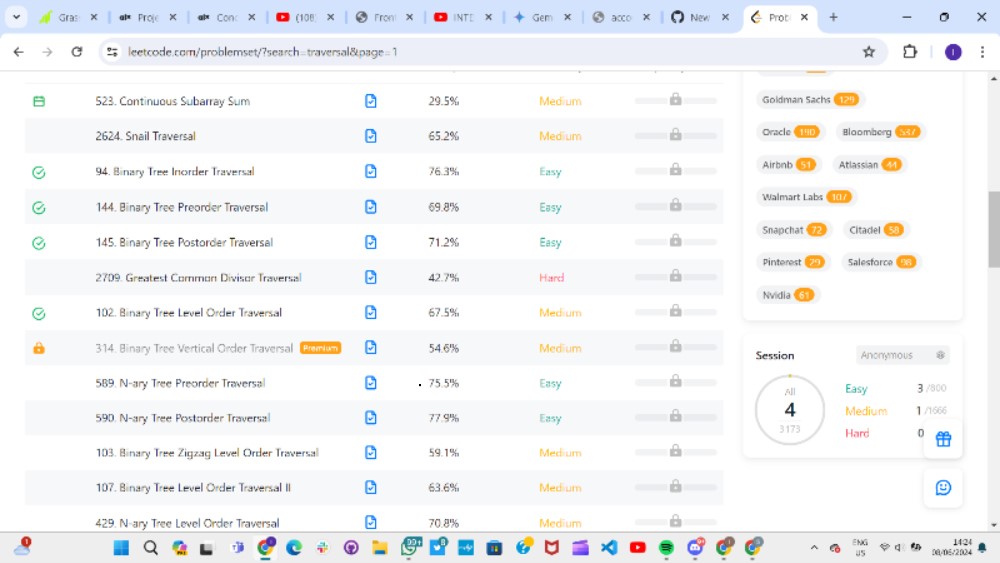 Gras
Proje
Conc
(108)
Fron
INTE
Gem
acco
New
Prob
leetcode.com/problemset/?search=traversal&page=1
523. Continuous Subarray Sum 29.5% Medium
2624. Snail Traversal 65.2% Medium
94. Binary Tree Inorder Traversal 76.3% Easy
144. Binary Tree Preorder Traversal 69.8% Easy
145. Binary Tree Postorder Traversal 71.2% Easy
2709. Greatest Common Divisor Traversal 42.7% Hard
102. Binary Tree Level Order Traversal 67.5% Medium
314. Binary Tree Vertical Order Traversal Premium 54.6% Medium
589. N-ary Tree Preorder Traversal 75.5% Easy
590. N-ary Tree Postorder Traversal 77.9% Easy
103. Binary Tree Zigzag Level Order Traversal 59.1% Medium
107. Binary Tree Level Order Traversal II 63.6% Medium
429. N-ary Tree Level Order Traversal 70.8% Medium
Goldman Sachs 129
Oracle 190 Bloomberg 537
Airbnb 51 Atlassian 44
Walmart Labs 107
Snapchat 72 Citadel 58
Pinterest 29 Salesforce 98
Nvidia 61
Session Anonymous
All
4
3173
Easy 3 /800
Medium 1 /1666
Hard 0
ENG
US
14:24
08/06/2024